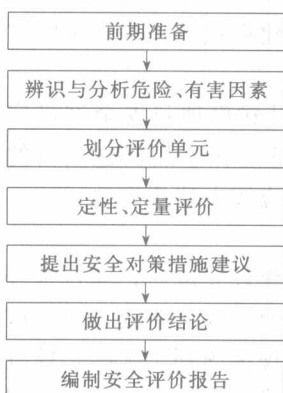 前期准备
辨识与分析危险、有害因素
划分评价单元
定性、定量评价
提出安全对策措施建议
做出评价结论
编制安全评价报告